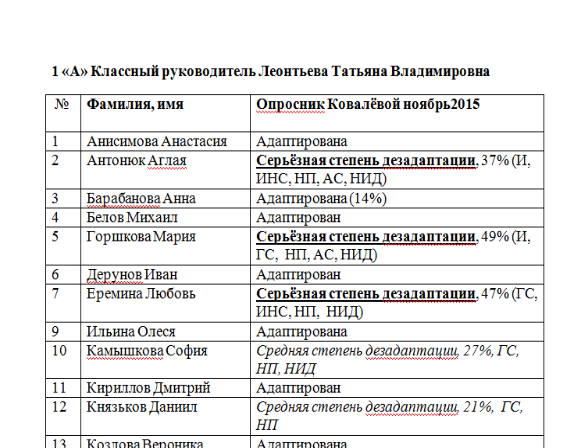 1 «А» Классный руководитель Леонтьева Татьяна Владимировна
№ Фамилия, имя Опросник Ковалёвой ноябрь2015
1 Анисимова Анастасия Адаптирована
2 Антонюк Аглая Серьёзная степень дезадаптации, 37% (И,
ИНС, НП, АС, НИД)
3 Барабанова Анна Адаптирована (14%)
4 Белов Михаил Адаптирован
5 Горшкова Мария Серьёзная степень дезадаптации, 49% (И,
ГС, НП, АС, НИД)
6 Дерунов Иван Адаптирован
7 Еремина Любовь Серьёзная степень дезадаптации, 47% (ГС,
ИНС, НП, НИД)
9 Ильина Олеся Адаптирована
10 Камышкова София Средняя степень дезадаптации, 27%, ГС,
НП, НИД
11 Кириллов Дмитрий Адаптирован
12 Князьков Даниил Средняя степень дезадаптации, 21%, ГС,
НП
13 Козлова Вероника Адаптирована